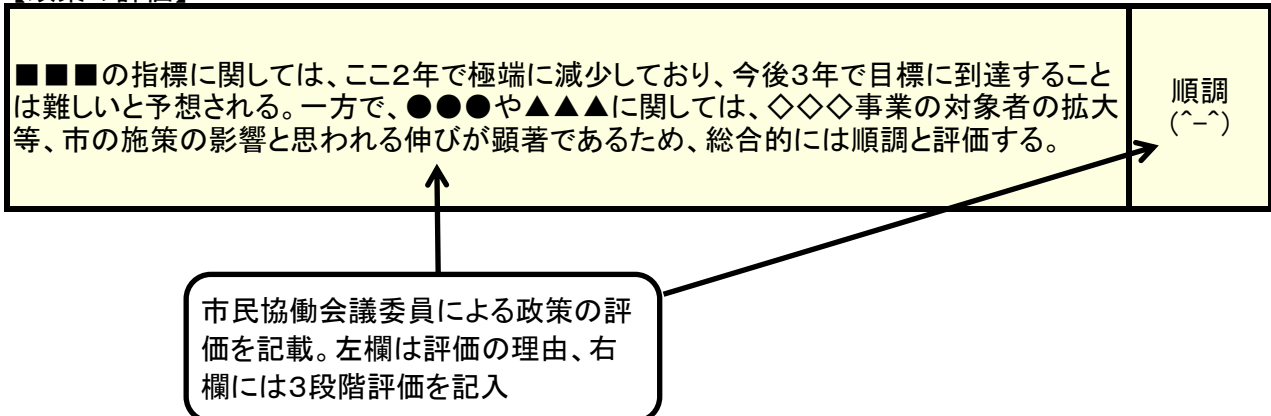 ■■■の指標に関しては、ここ2年で極端に減少しており、今後3年で目標に到達すること
は難しいと予想される。一方で、●●●や▲▲▲に関しては、◇◇◇事業の対象者の拡大
等、市の施策の影響と思われる伸びが顕著であるため、総合的には順調と評価する。
順調
(^-^)
市民協働会議委員による政策の評
価を記載。左欄は評価の理由、右
欄には3段階評価を記入